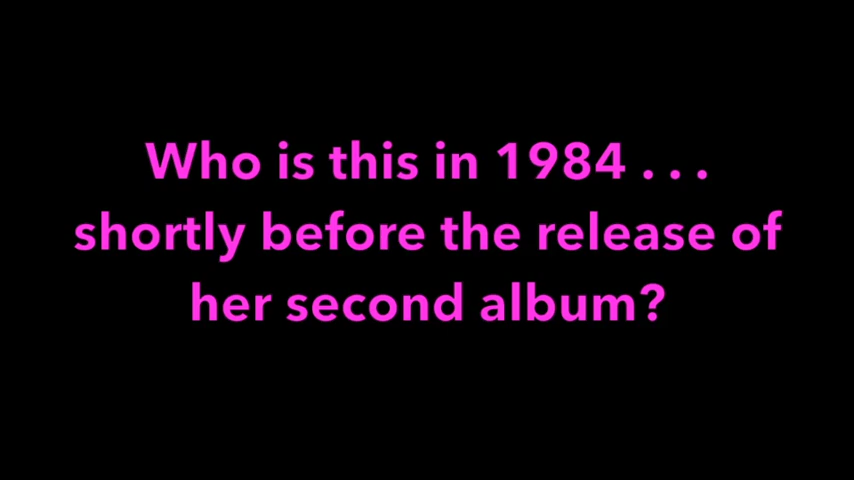 Who is this in 1984 . . .
shortly before the release of
her second album?